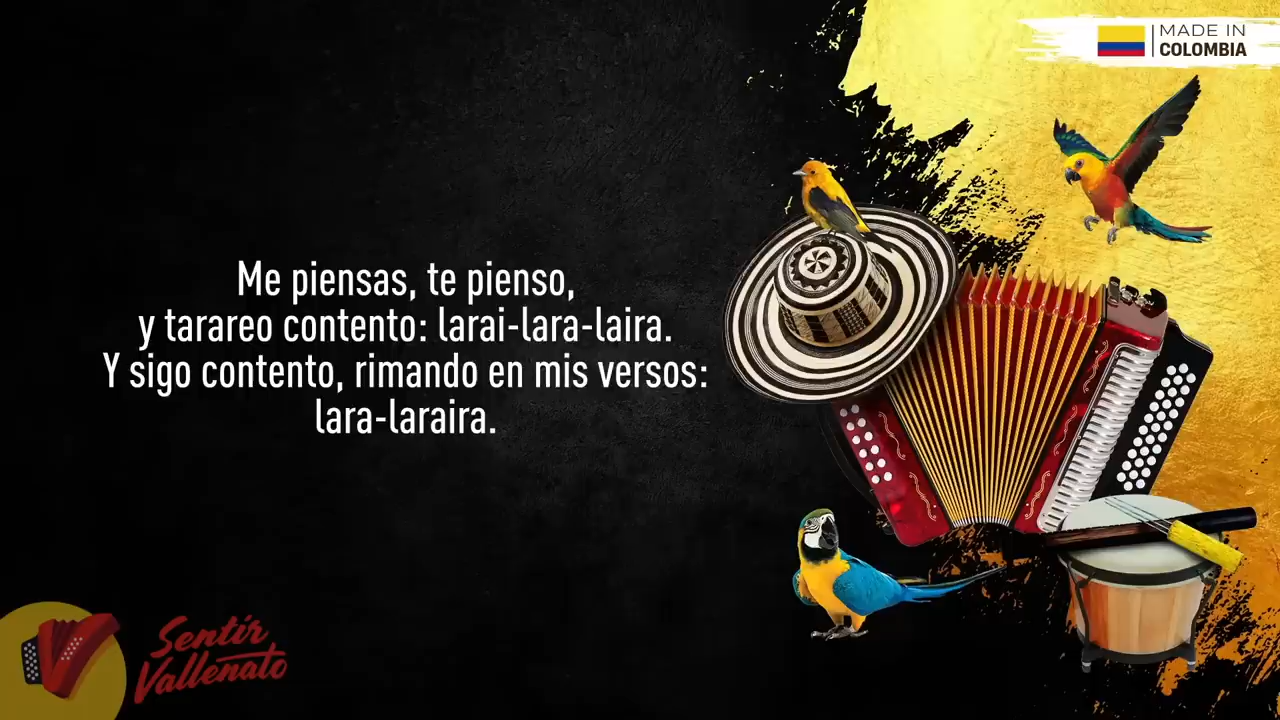 MADE IN
COLOMBIA
Me piensas, te pienso,
y tarareo contento: larai-lara-laira.
Y sigo contento, rimando en mis versos:
lara-laraira.
Sentir
Vallenato